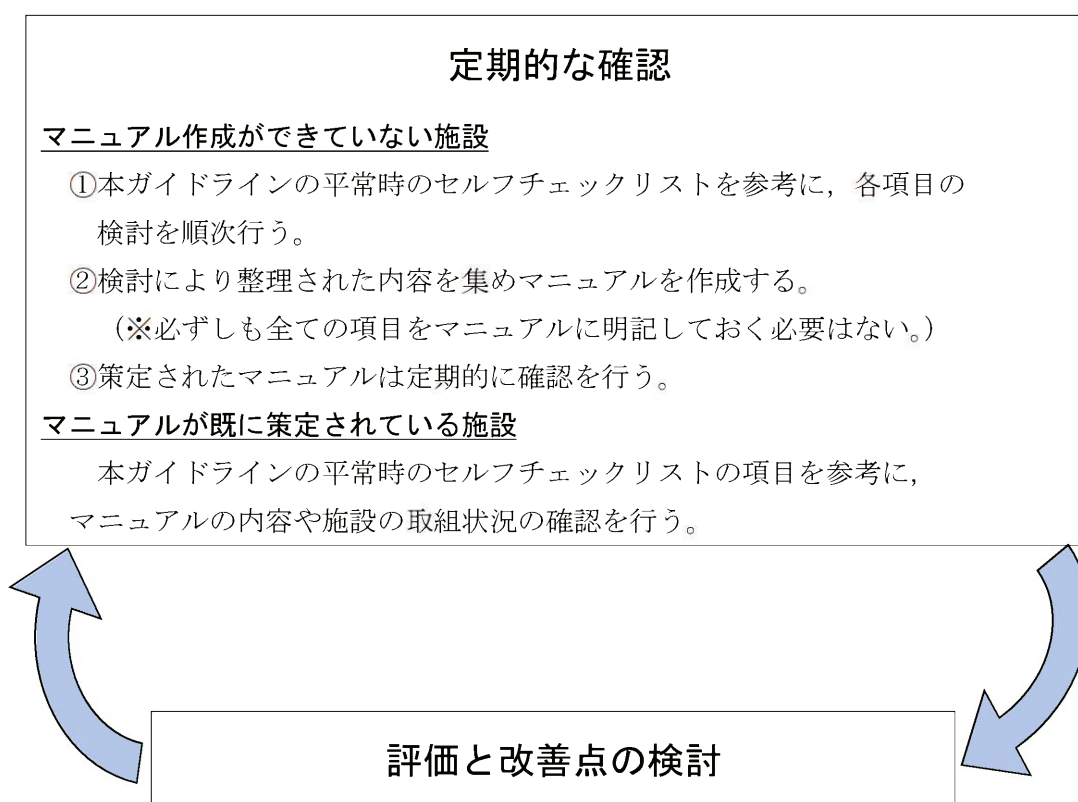 定期的な確認
マニュアル作成ができていない施設
①本ガイドラインの平常時のセルフチェックリストを参考に，各項目の
検討を順次行う。
②検討により整理された内容を集めマニュアルを作成する。
（※必ずしも全ての項目をマニュアルに明記しておく必要はない。）
③策定されたマニュアルは定期的に確認を行う。
マニュアルが既に策定されている施設
本ガイドラインの平常時のセルフチェックリストの項目を参考に，
マニュアルの内容や施設の取組状況の確認を行う。
評価と改善点の検討